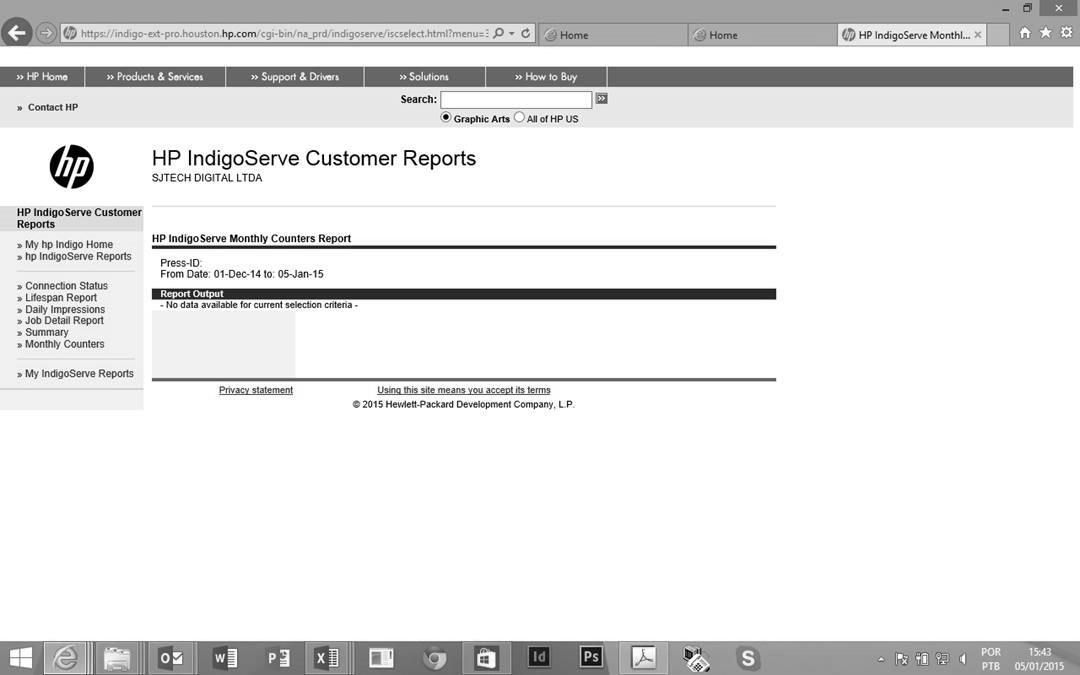 https://indigo-ext-pro.houston.hp.com/cgi-bin/na_prd/indigoserve/iscselect.html?menu=
Home
Home
HP IndigoServe Monthl...
» HP Home
» Products & Services
» Support & Drivers
» Solutions
» How to Buy
» Contact HP
Search:
Graphic Arts
All of HP US
hp
HP IndigoServe Customer Reports
SJTECH DIGITAL LTDA
HP IndigoServe Customer
Reports
» My hp Indigo Home
» hp IndigoServe Reports
» Connection Status
» Lifespan Report
» Daily Impressions
» Job Detail Report
» Summary
» Monthly Counters
» My IndigoServe Reports
HP IndigoServe Monthly Counters Report
Press-ID:
From Date: 01-Dec-14 to: 05-Jan-15
Report Output
- No data available for current selection criteria -
Privacy statement
Using this site means you accept its terms
© 2015 Hewlett-Packard Development Company, L.P.
Id
Ps
POR
PTB
15:43
05/01/2015